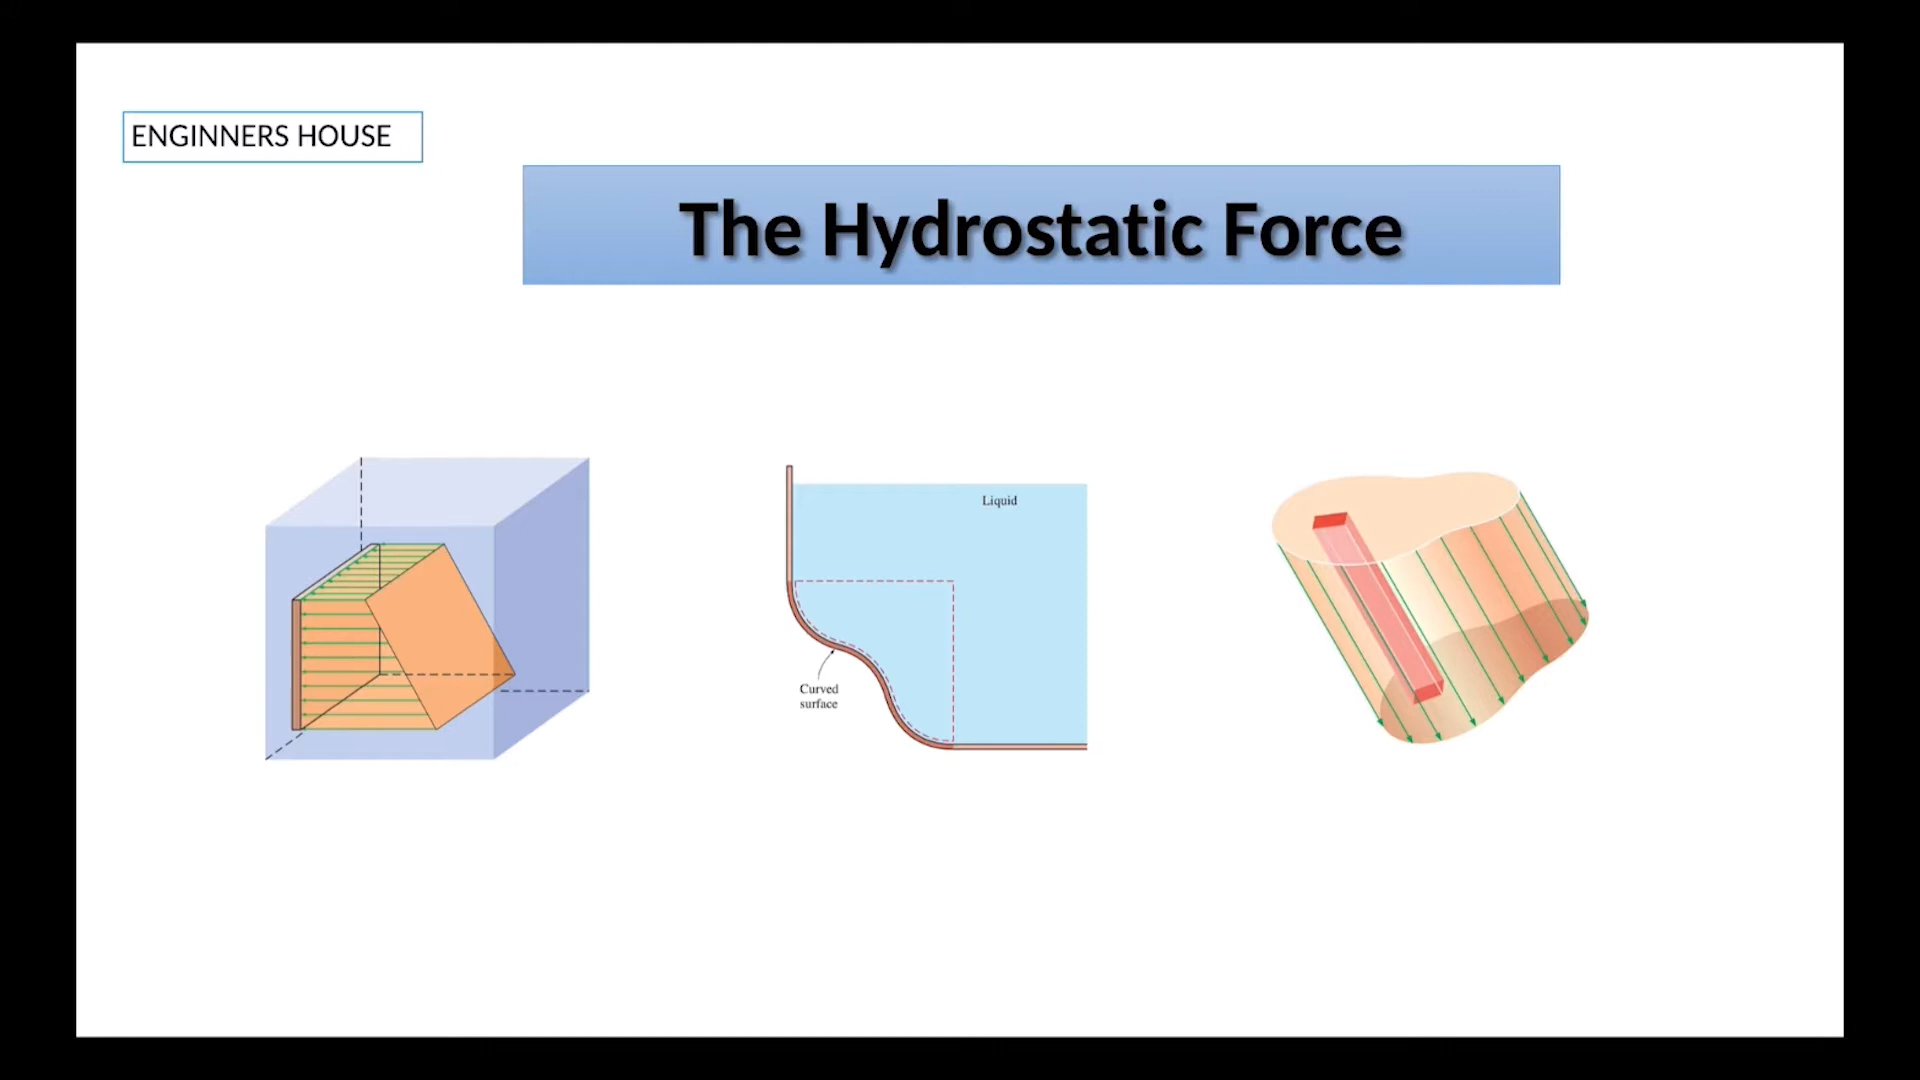 ENGINNERS HOUSE
The Hydrostatic Force
Liquid
Curved
surface